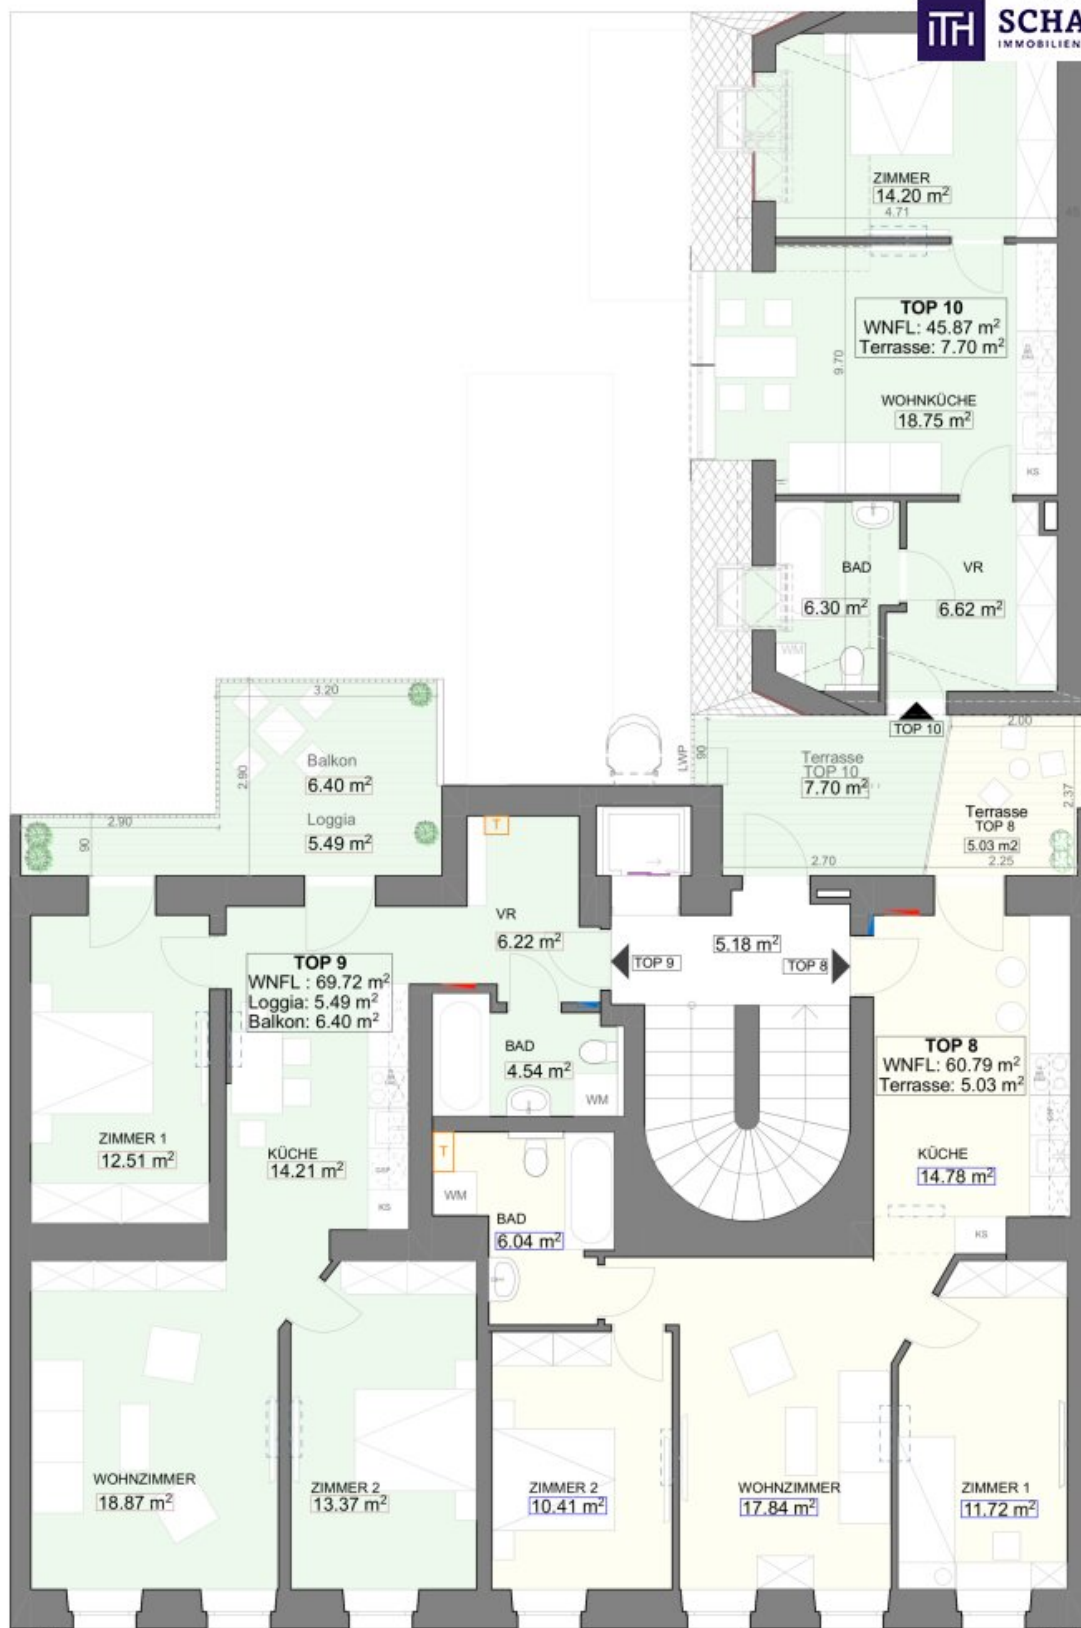 ITH SCHA
IMMOBILIEN
ZIMMER
14.20 m²
4.71
TOP 10
WNFL: 45.87 m²
Terrasse: 7.70 m²
9.70
WOHNKÜCHE
18.75 m²
KS
BAD
6.30 m²
VR
6.62 m²
WM
TOP 10
2.00
3.20
Balkon
6.40 m²
2.90
Loggia
5.49 m²
2.90
90
LWP
90
Terrasse
TOP 10
7.70 m²
2.37
Terrasse
TOP 8
5.03 m2
2.70
2.25
T
VR
6.22 m²
5.18 m²
TOP 9
TOP 8
TOP 9
WNFL : 69.72 m²
Loggia: 5.49 m²
Balkon: 6.40 m²
BAD
4.54 m²
WM
TOP 8
WNFL: 60.79 m²
Terrasse: 5.03 m²
ZIMMER 1
12.51 m²
KÜCHE
14.21 m²
GSP
KS
T
WM
BAD
6.04 m²
KÜCHE
14.78 m²
KS
WOHNZIMMER
18.87 m²
ZIMMER 2
13.37 m²
ZIMMER 2
10.41 m²
WOHNZIMMER
17.84 m²
ZIMMER 1
11.72 m²